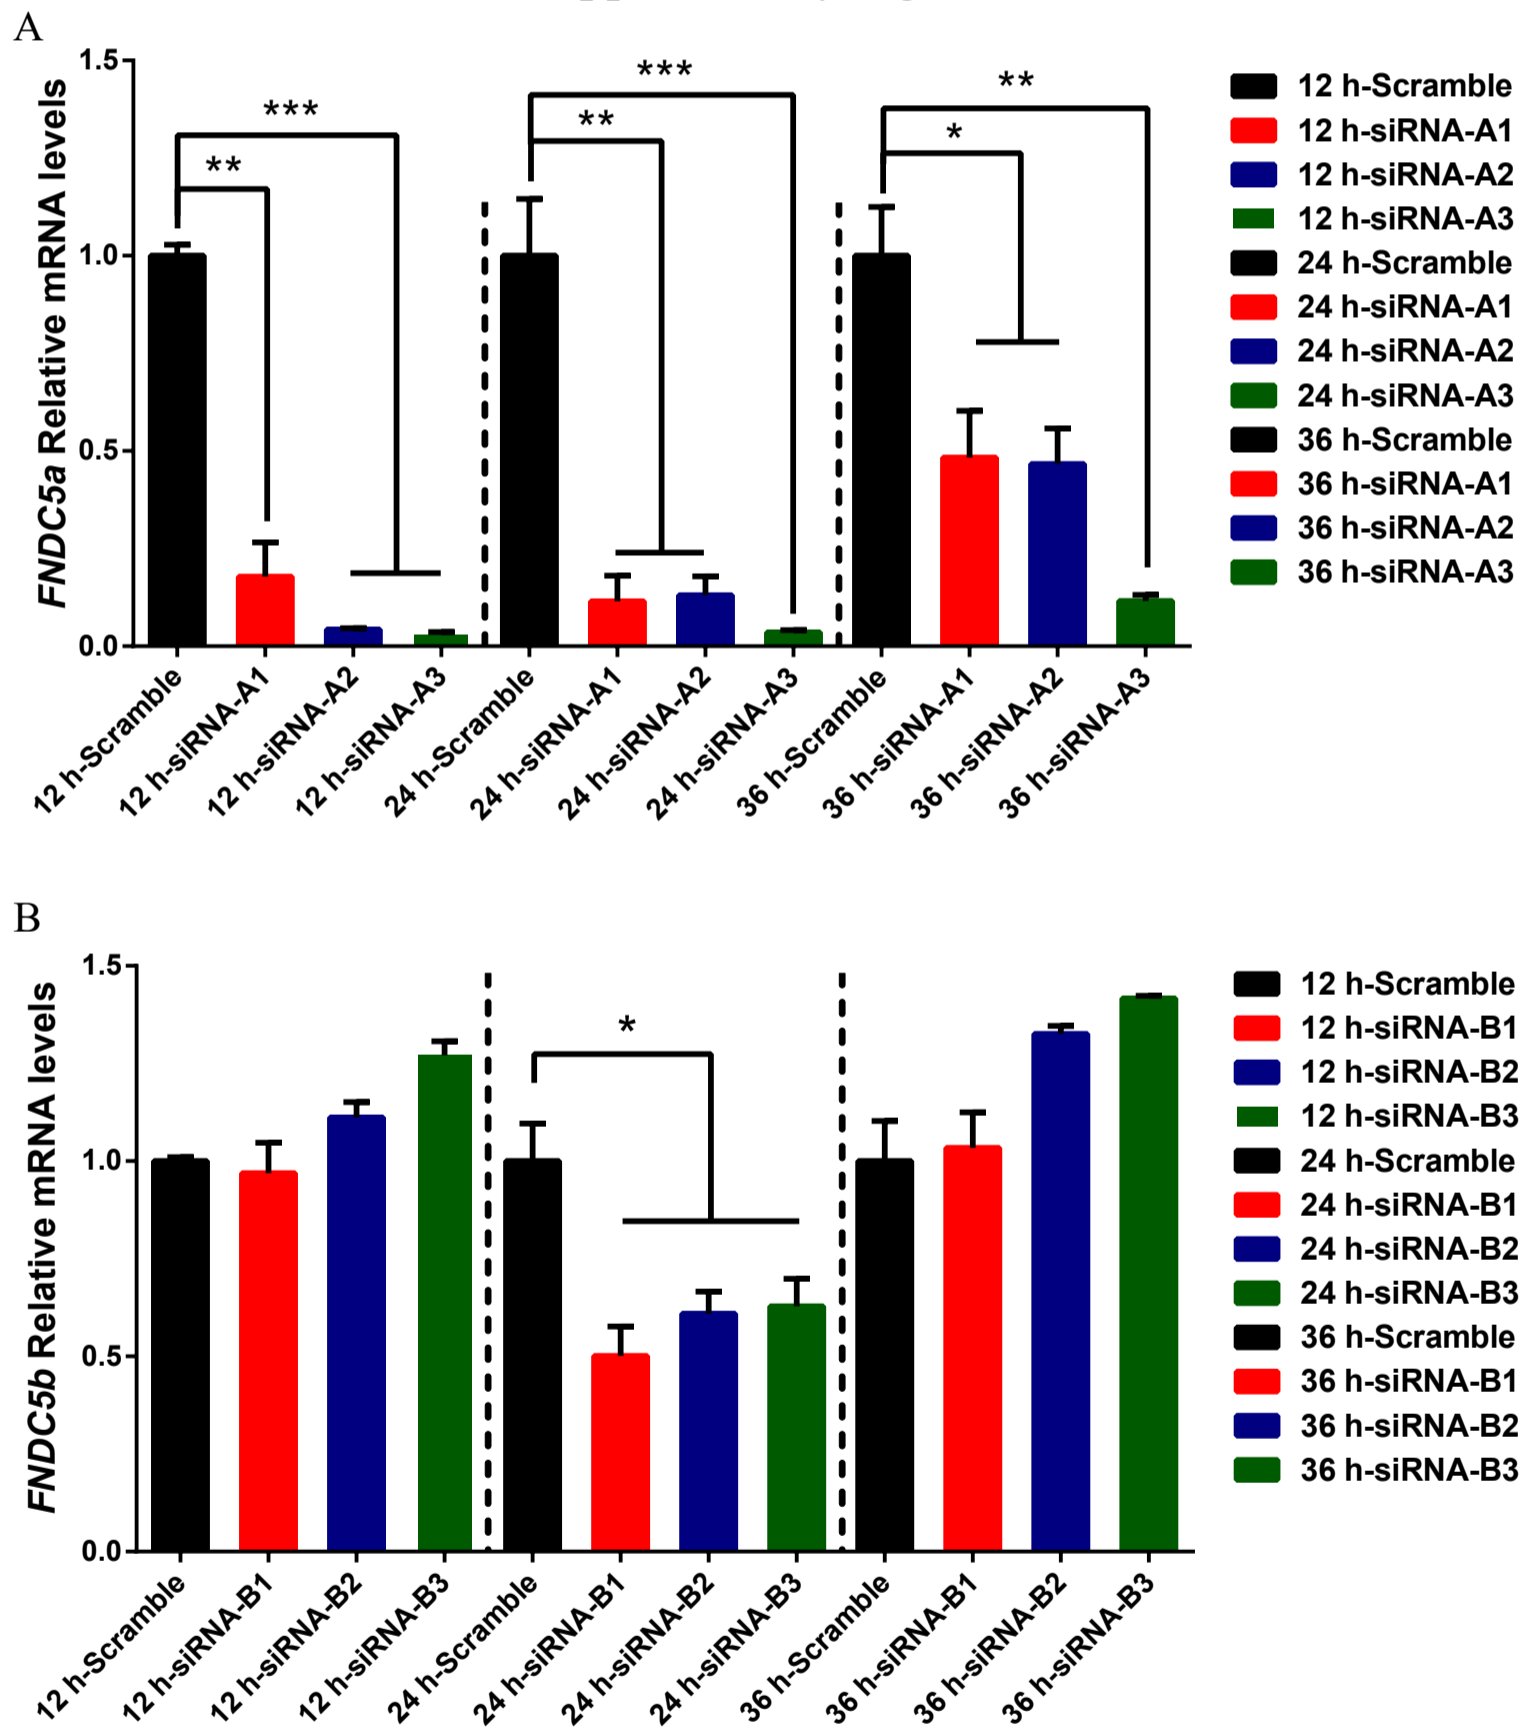 A
FNDC5a Relative mRNA levels
1.5
1.0
0.5
0.0
***
**
***
**
**
*
12 h-Scramble
12 h-siRNA-A1
12 h-siRNA-A2
12 h-siRNA-A3
24 h-Scramble
24 h-siRNA-A1
24 h-siRNA-A2
24 h-siRNA-A3
36 h-Scramble
36 h-siRNA-A1
36 h-siRNA-A2
36 h-siRNA-A3
12 h-Scramble
12 h-siRNA-A1
12 h-siRNA-A2
12 h-siRNA-A3
24 h-Scramble
24 h-siRNA-A1
24 h-siRNA-A2
24 h-siRNA-A3
36 h-Scramble
36 h-siRNA-A1
36 h-siRNA-A2
36 h-siRNA-A3
B
FNDC5b Relative mRNA levels
1.5
1.0
0.5
0.0
*
12 h-Scramble
12 h-siRNA-B1
12 h-siRNA-B2
12 h-siRNA-B3
24 h-Scramble
24 h-siRNA-B1
24 h-siRNA-B2
24 h-siRNA-B3
36 h-Scramble
36 h-siRNA-B1
36 h-siRNA-B2
36 h-siRNA-B3
12 h-Scramble
12 h-siRNA-B1
12 h-siRNA-B2
12 h-siRNA-B3
24 h-Scramble
24 h-siRNA-B1
24 h-siRNA-B2
24 h-siRNA-B3
36 h-Scramble
36 h-siRNA-B1
36 h-siRNA-B2
36 h-siRNA-B3